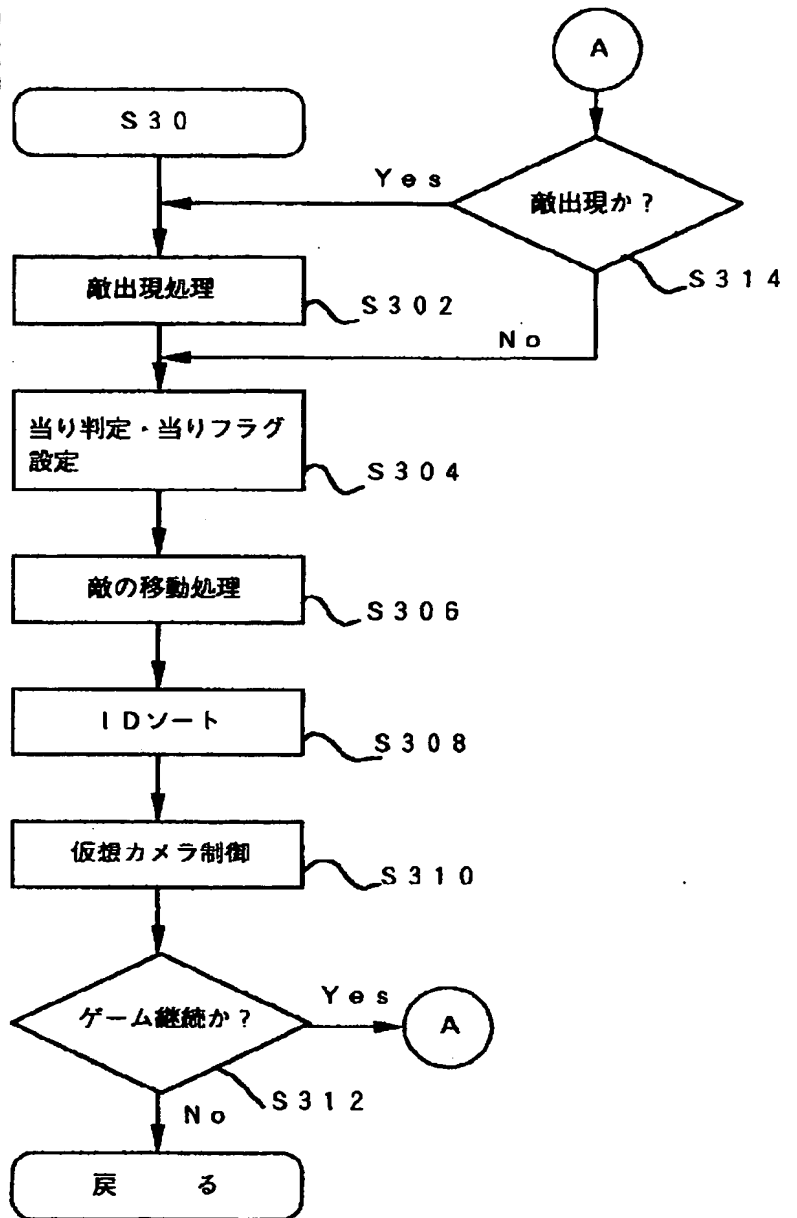 A
S30
Yes
敵出現か?
S314
敵出現処理
S302
No
当り判定・当りフラグ
設定
S304
敵の移動処理
S306
IDソート
S308
仮想カメラ制御
S310
ゲーム継続か?
Yes
A
S312
No
戻 る